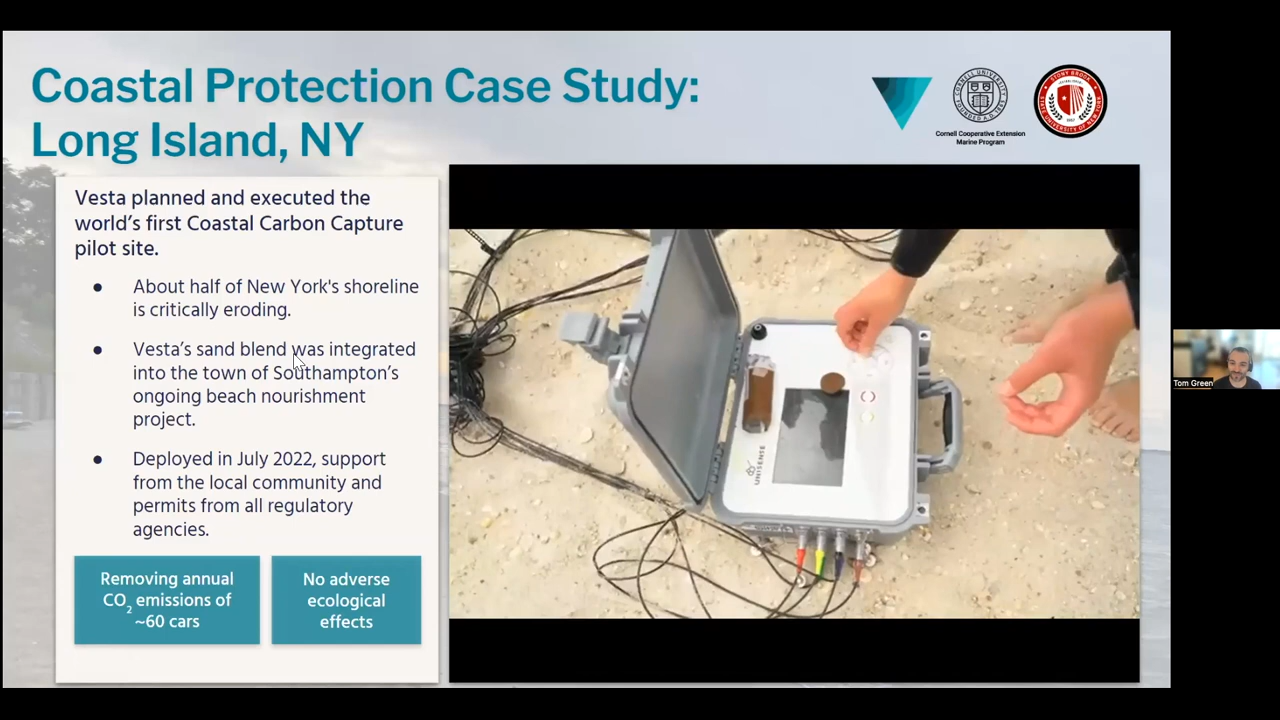 Coastal Protection Case Study:
Long Island, NY
Cornell Cooperative Extension
Marine Program
Vesta planned and executed the
world’s first Coastal Carbon Capture
pilot site.
● About half of New York's shoreline
is critically eroding.
● Vesta’s sand blend was integrated
into the town of Southampton’s
ongoing beach nourishment
project.
● Deployed in July 2022, support
from the local community and
permits from all regulatory
agencies.
Removing annual
CO2 emissions of
~60 cars
No adverse
ecological
effects
UNISENSE
Tom Green